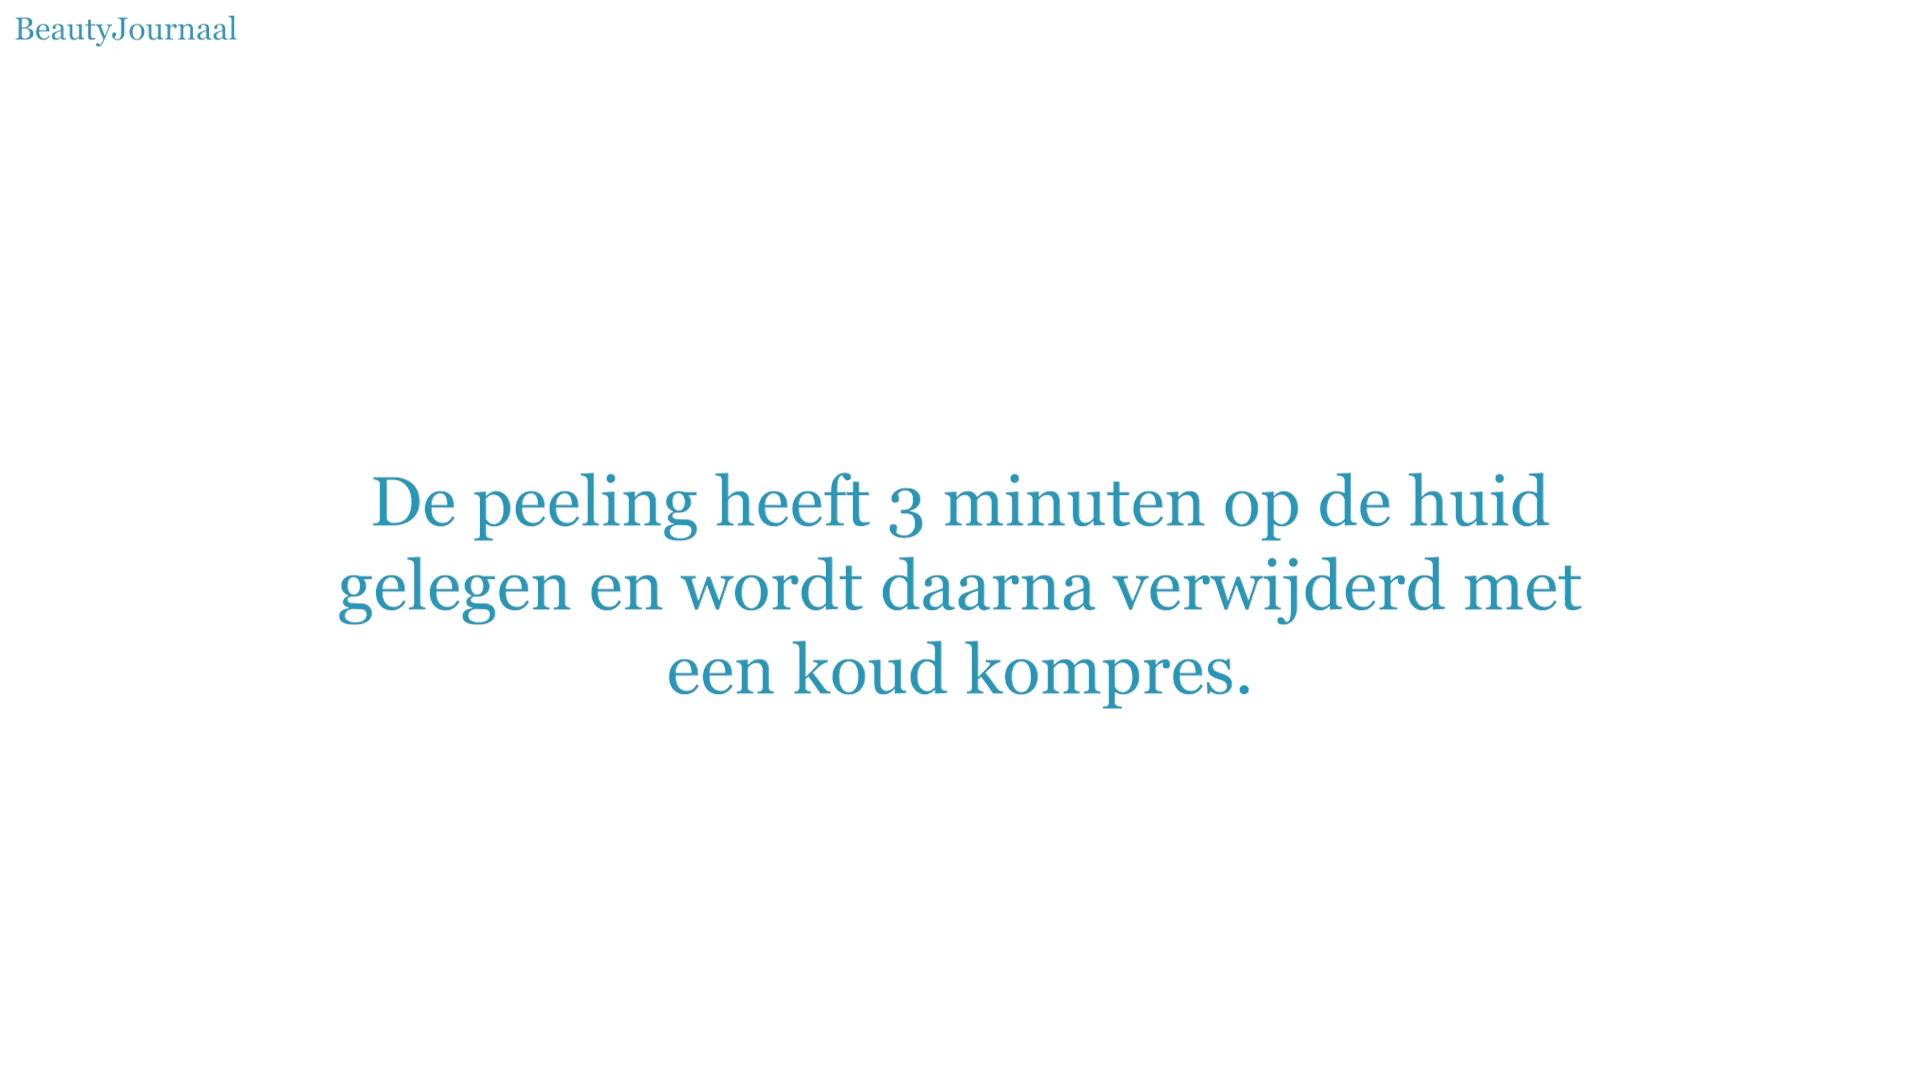 BeautyJournaal
De peeling heeft 3 minuten op de huid
gelegen en wordt daarna verwijderd met
een koud kompres.